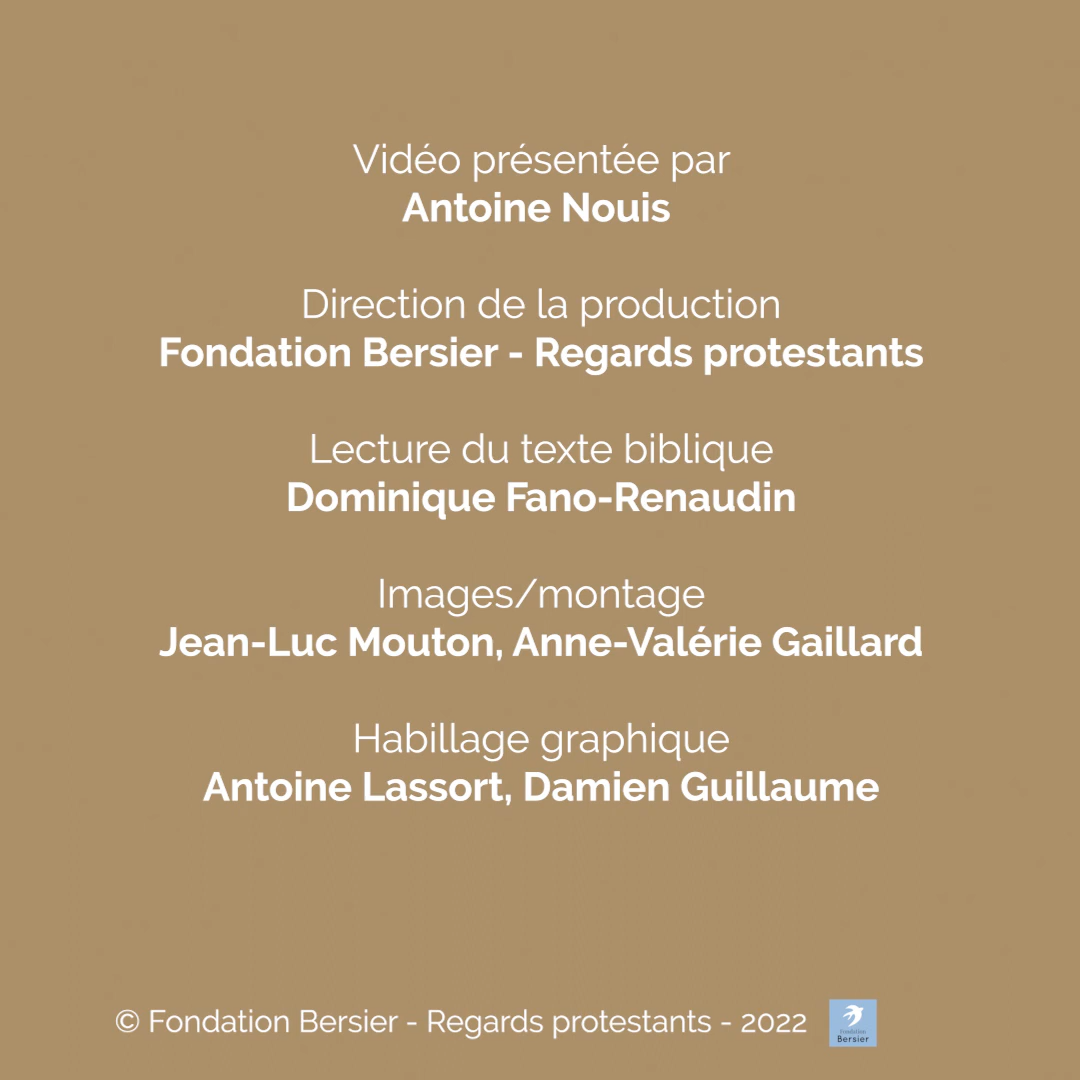 Vidéo présentée par
Antoine Nouis
Direction de la production
Fondation Bersier - Regards protestants
Lecture du texte biblique
Dominique Fano-Renaudin
Images/montage
Jean-Luc Mouton, Anne-Valérie Gaillard
Habillage graphique
Antoine Lassort, Damien Guillaume
© Fondation Bersier - Regards protestants - 2022
Fondation
Bersier